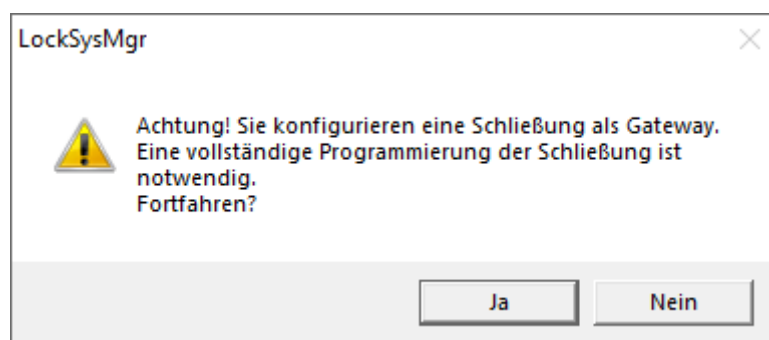 LockSysMgr
Achtung! Sie konfigurieren eine Schließung als Gateway.
Eine vollständige Programmierung der Schließung ist
notwendig.
Fortfahren?
Ja
Nein